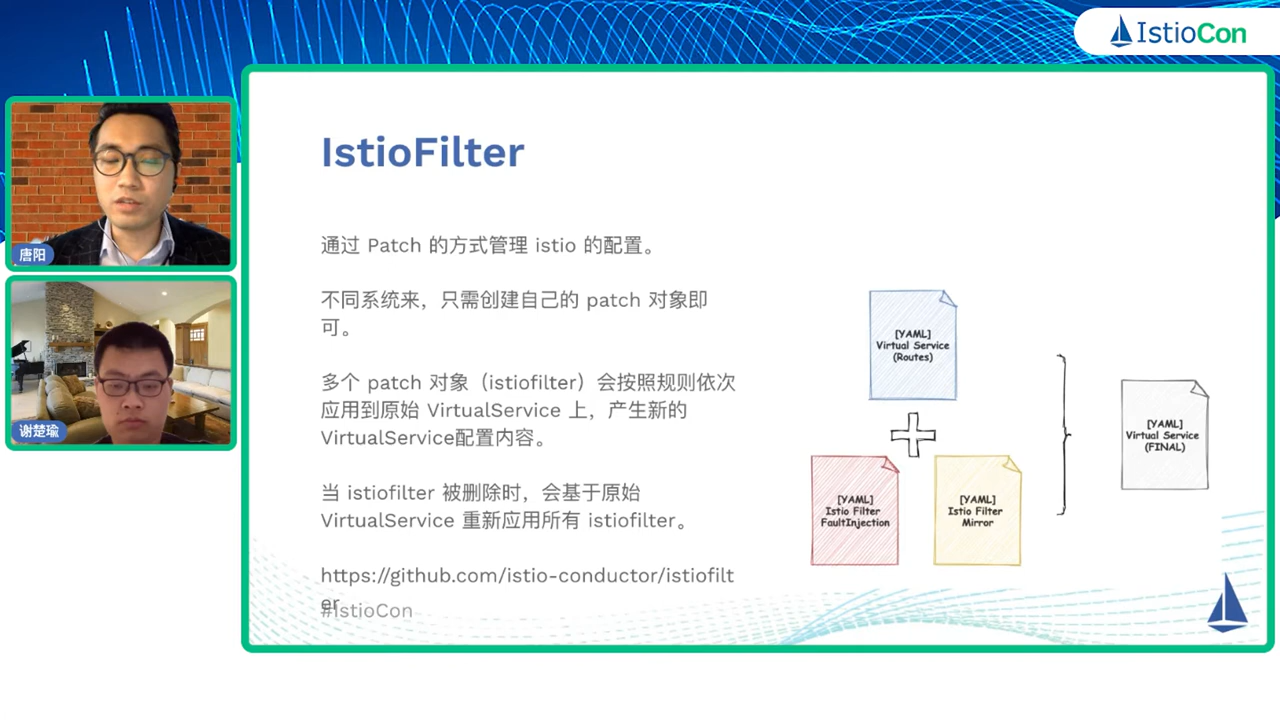 IstioCon
IstioFilter
唐阳
谢楚瑜
通过 Patch 的方式管理 istio 的配置。
不同系统来，只需创建自己的 patch 对象即
可。
多个 patch 对象（istiofilter）会按照规则依次
应用到原始 VirtualService 上，产生新的
VirtualService配置内容。
当 istiofilter 被删除时，会基于原始
VirtualService 重新应用所有 istiofilter。
https://github.com/istio-conductor/istiofilt
er
#IstioCon
[YAML]
Virtual Service
(Routes)
[YAML]
Istio Filter
FaultInjection
[YAML]
Istio Filter
Mirror
[YAML]
Virtual Service
(FINAL)